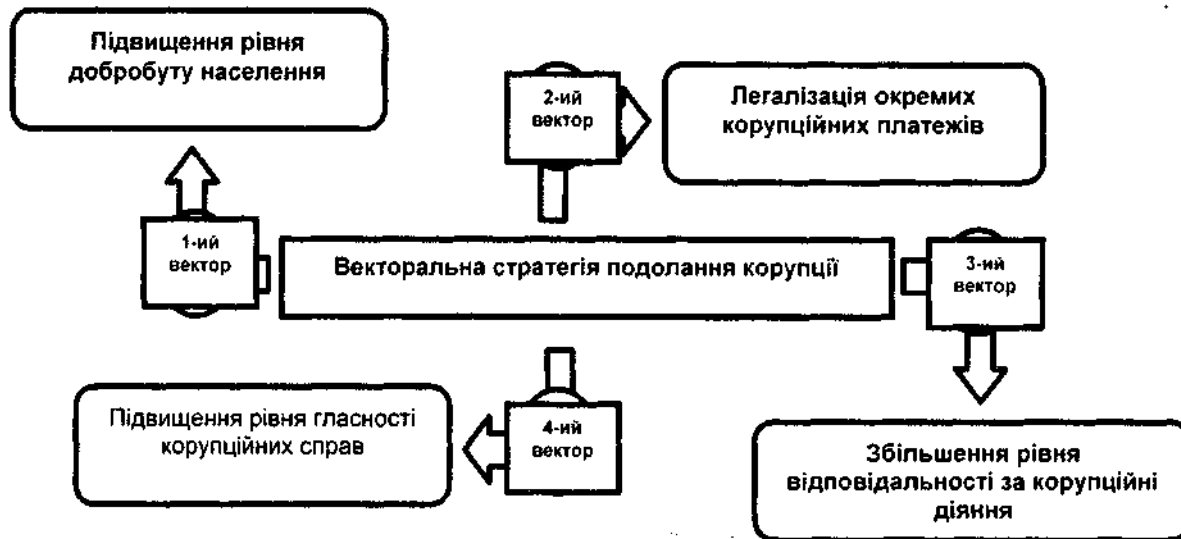 Підвищення рівня
добробуту населення
2-ий
вектор
Легалізація окремих
корупційних платежів
1-ий
вектор
Векторальна стратегія подолання корупції
3-ий
вектор
Підвищення рівня гласності
корупційних справ
4-ий
вектор
Збільшення рівня
відповідальності за корупційні
діяння